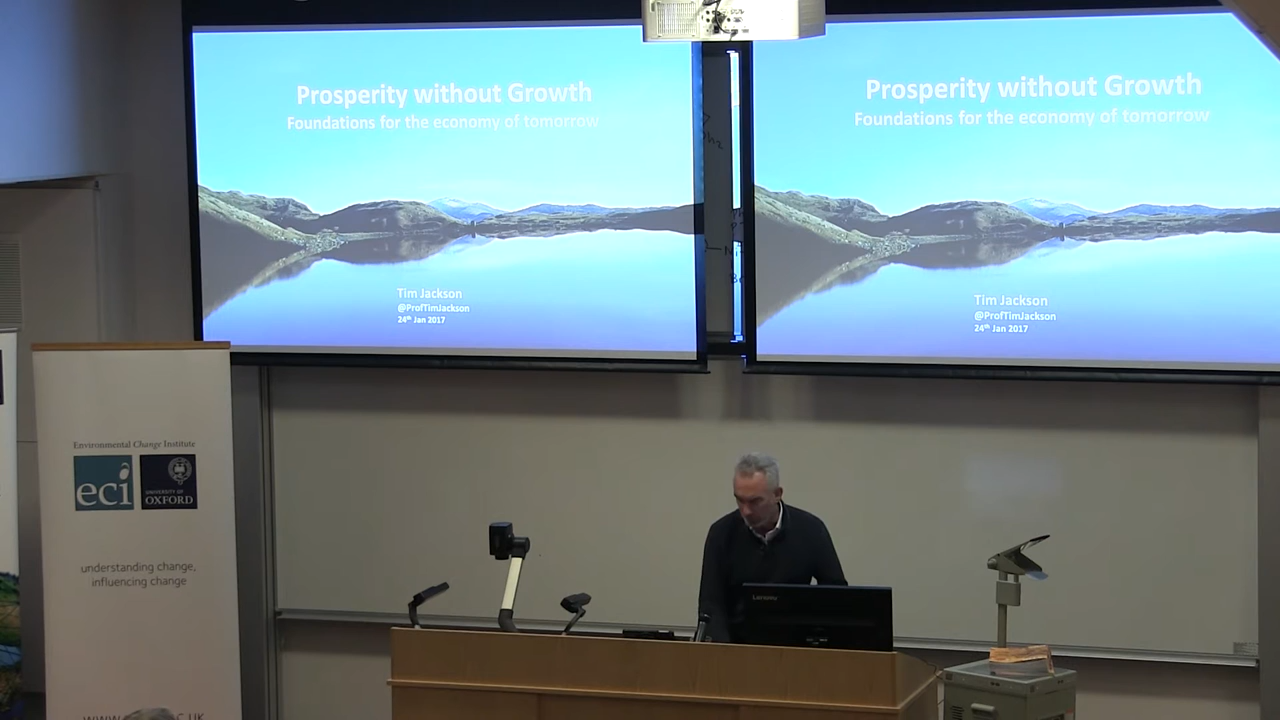 Prosperity without Growth
Foundations for the economy of tomorrow
Tim Jackson
@ProfTimJackson
24th Jan 2017
Prosperity without Growth
Foundations for the economy of tomorrow
Tim Jackson
@ProfTimJackson
24th Jan 2017
Environmental Change Institute
eci
UNIVERSITY OF
OXFORD
understanding change,
influencing change
Lenovo